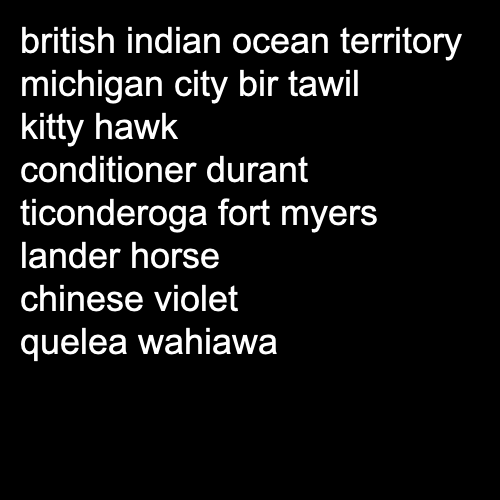 british indian ocean territory
michigan city bir tawil
kitty hawk
conditioner durant
ticonderoga fort myers
lander horse
chinese violet
quelea wahiawa